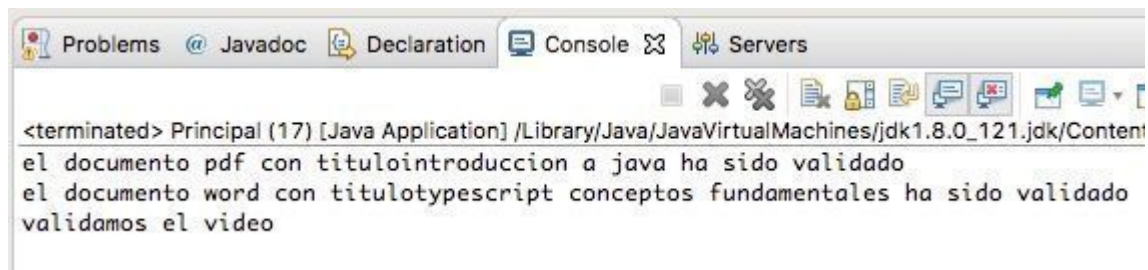 Problems @ Javadoc Declaration Console Servers
<terminated> Principal (17) [Java Application] /Library/Java/JavaVirtualMachines/jdk1.8.0_121.jdk/Content
el documento pdf con titulointroduccion a java ha sido validado
el documento word con titulotypescript conceptos fundamentales ha sido validado
validamos el video